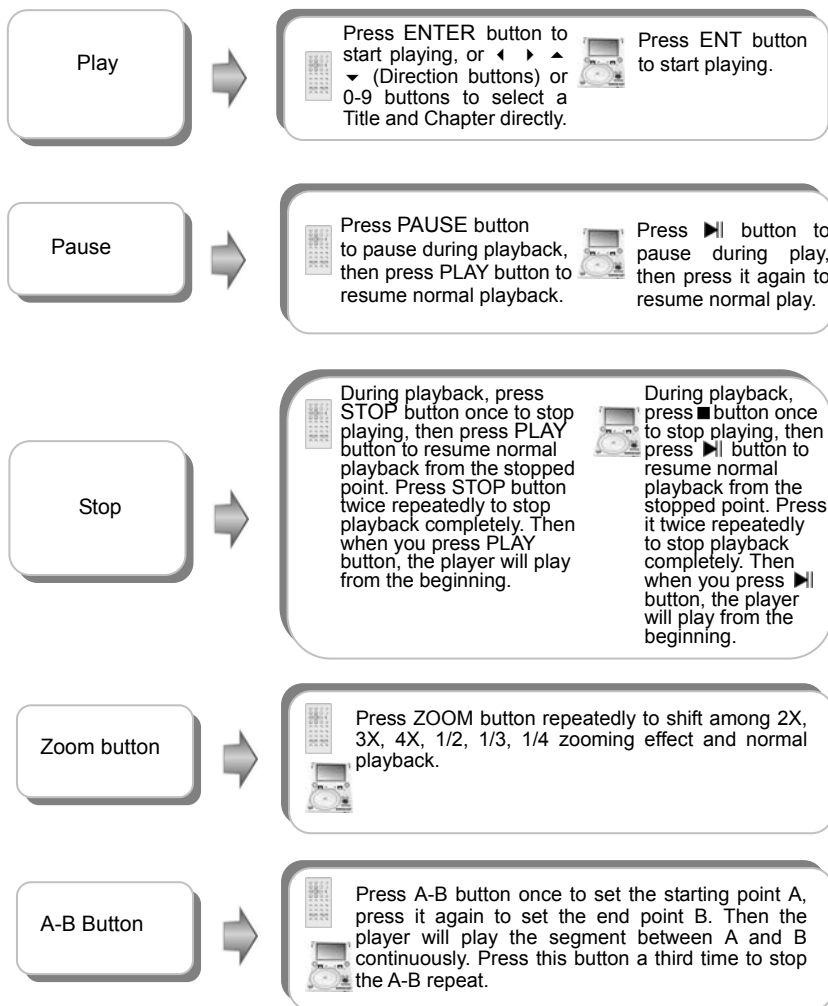 Play
Press ENTER button to
start playing, or ◂ ▸ ▴
▾ (Direction buttons) or
0-9 buttons to select a
Title and Chapter directly.
Press ENT button
to start playing.
Pause
Press PAUSE button
to pause during playback,
then press PLAY button to
resume normal playback.
Press ▶|| button to
pause during play,
then press it again to
resume normal play.
Stop
During playback, press
STOP button once to stop
playing, then press PLAY
button to resume normal
playback from the stopped
point. Press STOP button
twice repeatedly to stop
playback completely. Then
when you press PLAY
button, the player will play
from the beginning.
During playback,
press ■ button once
to stop playing, then
press ▶|| button to
resume normal
playback from the
stopped point. Press
it twice repeatedly
to stop playback
completely. Then
when you press ▶||
button, the player
will play from the
beginning.
Zoom button
Press ZOOM button repeatedly to shift among 2X,
3X, 4X, 1/2, 1/3, 1/4 zooming effect and normal
playback.
A-B Button
Press A-B button once to set the starting point A,
press it again to set the end point B. Then the
player will play the segment between A and B
continuously. Press this button a third time to stop
the A-B repeat.